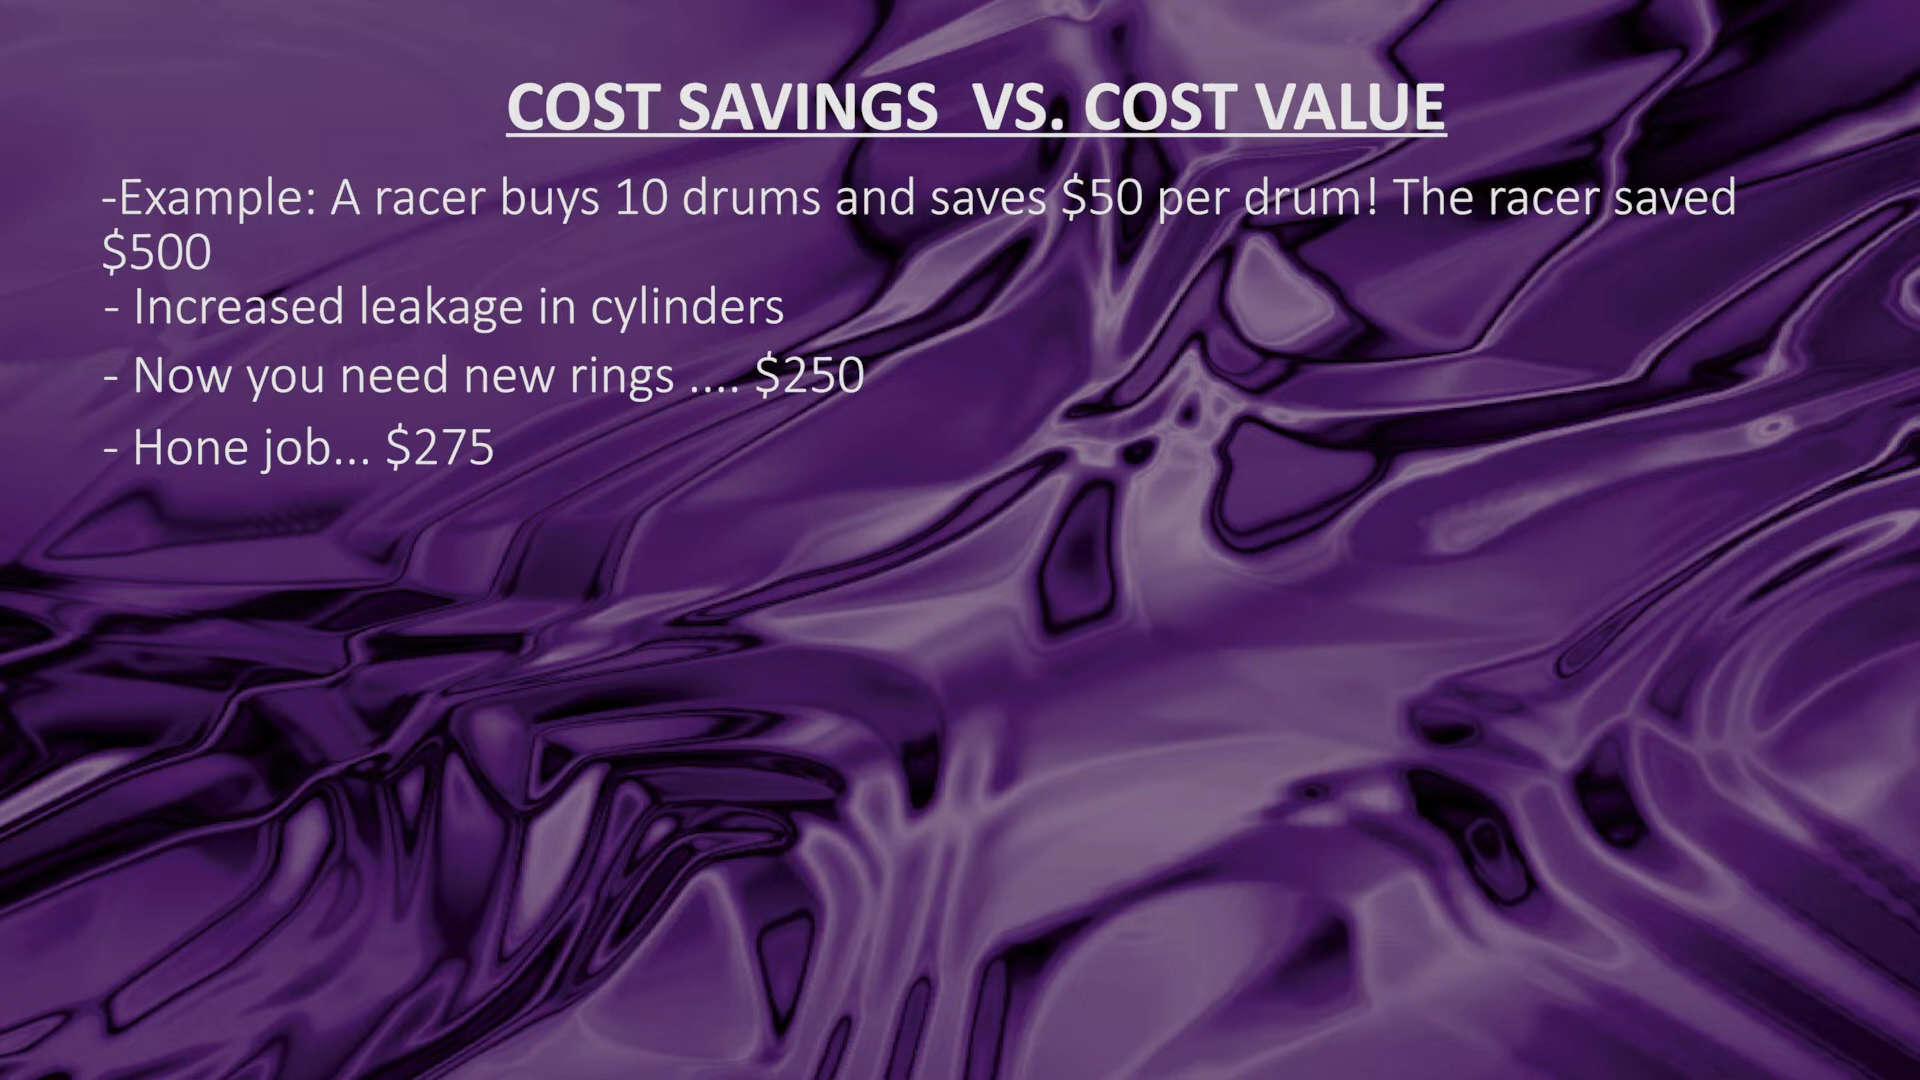 COST SAVINGS  VS. COST VALUE
-Example: A racer buys 10 drums and saves $50 per drum! The racer saved
$500
- Increased leakage in cylinders
- Now you need new rings .... $250
- Hone job... $275